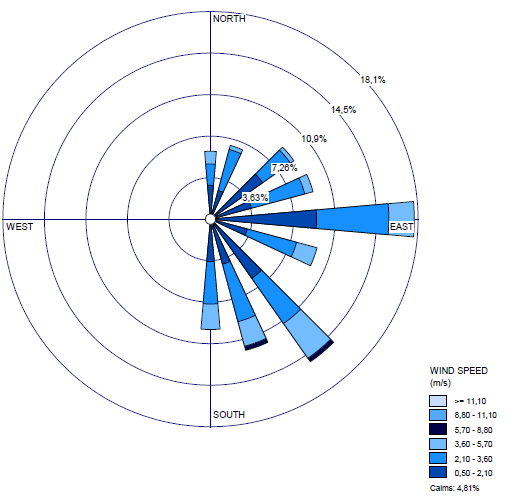 NORTH
18,1%
14,5%
10,9%
7,26%
3,63%
WEST
EAST
SOUTH
WIND SPEED
(m/s)
>= 11,10
8,80 - 11,10
5,70 - 8,80
3,60 - 5,70
2,10 - 3,60
0,50 - 2,10
Calms: 4,81%